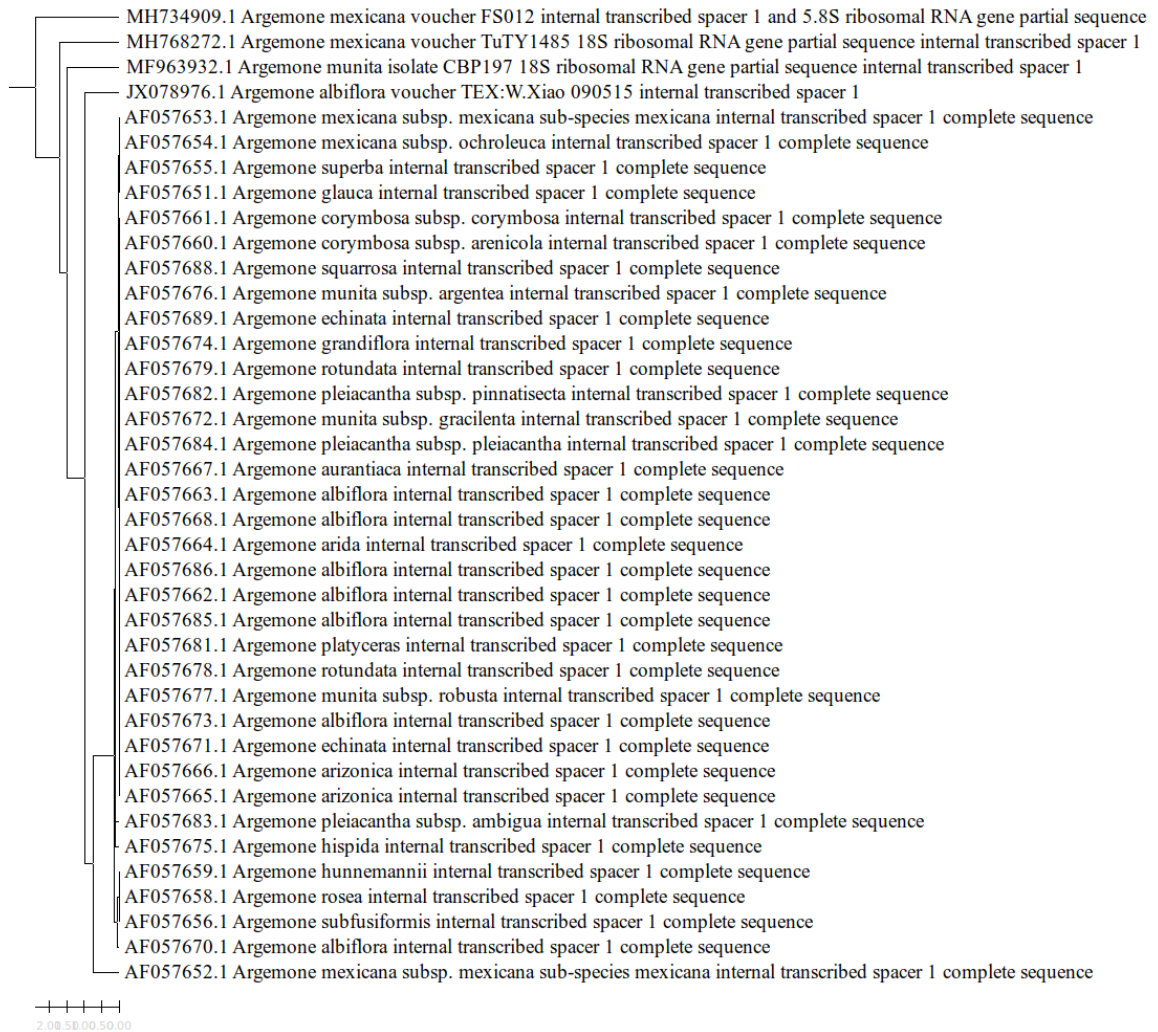 MH734909.1 Argemone mexicana voucher FS012 internal transcribed spacer 1 and 5.8S ribosomal RNA gene partial sequence
MH768272.1 Argemone mexicana voucher TuTY1485 18S ribosomal RNA gene partial sequence internal transcribed spacer 1
MF963932.1 Argemone munita isolate CBP197 18S ribosomal RNA gene partial sequence internal transcribed spacer 1
JX078976.1 Argemone albiflora voucher TEX:W.Xiao 090515 internal transcribed spacer 1
AF057653.1 Argemone mexicana subsp. mexicana sub-species mexicana internal transcribed spacer 1 complete sequence
AF057654.1 Argemone mexicana subsp. ochroleuca internal transcribed spacer 1 complete sequence
AF057655.1 Argemone superba internal transcribed spacer 1 complete sequence
AF057651.1 Argemone glauca internal transcribed spacer 1 complete sequence
AF057661.1 Argemone corymbosa subsp. corymbosa internal transcribed spacer 1 complete sequence
AF057660.1 Argemone corymbosa subsp. arenicola internal transcribed spacer 1 complete sequence
AF057688.1 Argemone squarrosa internal transcribed spacer 1 complete sequence
AF057676.1 Argemone munita subsp. argentea internal transcribed spacer 1 complete sequence
AF057689.1 Argemone echinata internal transcribed spacer 1 complete sequence
AF057674.1 Argemone grandiflora internal transcribed spacer 1 complete sequence
AF057679.1 Argemone rotundata internal transcribed spacer 1 complete sequence
AF057682.1 Argemone pleiacantha subsp. pinnatisecta internal transcribed spacer 1 complete sequence
AF057672.1 Argemone munita subsp. gracilenta internal transcribed spacer 1 complete sequence
AF057684.1 Argemone pleiacantha subsp. pleiacantha internal transcribed spacer 1 complete sequence
AF057667.1 Argemone aurantiaca internal transcribed spacer 1 complete sequence
AF057663.1 Argemone albiflora internal transcribed spacer 1 complete sequence
AF057668.1 Argemone albiflora internal transcribed spacer 1 complete sequence
AF057664.1 Argemone arida internal transcribed spacer 1 complete sequence
AF057686.1 Argemone albiflora internal transcribed spacer 1 complete sequence
AF057662.1 Argemone albiflora internal transcribed spacer 1 complete sequence
AF057685.1 Argemone albiflora internal transcribed spacer 1 complete sequence
AF057681.1 Argemone platyceras internal transcribed spacer 1 complete sequence
AF057678.1 Argemone rotundata internal transcribed spacer 1 complete sequence
AF057677.1 Argemone munita subsp. robusta internal transcribed spacer 1 complete sequence
AF057673.1 Argemone albiflora internal transcribed spacer 1 complete sequence
AF057671.1 Argemone echinata internal transcribed spacer 1 complete sequence
AF057666.1 Argemone arizonica internal transcribed spacer 1 complete sequence
AF057665.1 Argemone arizonica internal transcribed spacer 1 complete sequence
AF057683.1 Argemone pleiacantha subsp. ambigua internal transcribed spacer 1 complete sequence
AF057675.1 Argemone hispida internal transcribed spacer 1 complete sequence
AF057659.1 Argemone hunnemannii internal transcribed spacer 1 complete sequence
AF057658.1 Argemone rosea internal transcribed spacer 1 complete sequence
AF057656.1 Argemone subfusiformis internal transcribed spacer 1 complete sequence
AF057670.1 Argemone albiflora internal transcribed spacer 1 complete sequence
AF057652.1 Argemone mexicana subsp. mexicana sub-species mexicana internal transcribed spacer 1 complete sequence
2.00 1.50 1.00 0.50 0.00